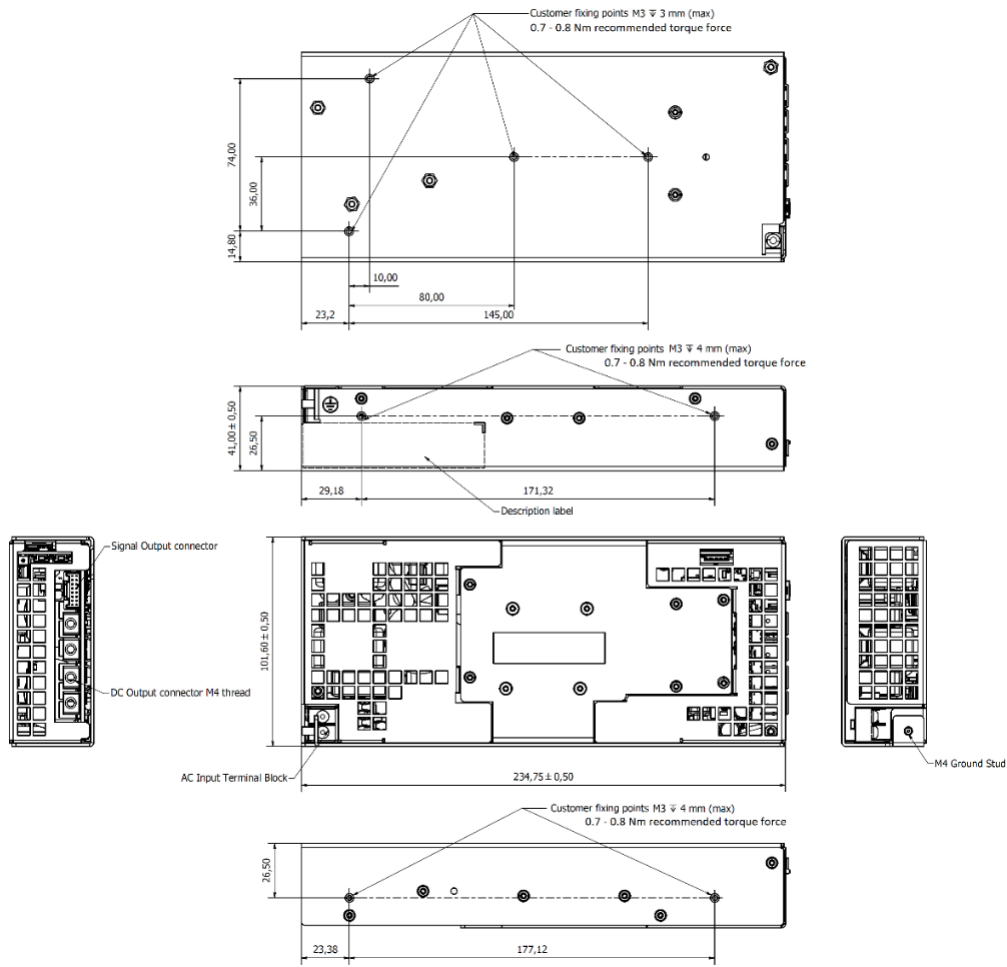 Customer fixing points M3 ↧ 3 mm (max)
0.7 - 0.8 Nm recommended torque force
74,00
36,00
14,80
10,00
80,00
23,2
145,00
Customer fixing points M3 ↧ 4 mm (max)
0.7 - 0.8 Nm recommended torque force
41,00 ± 0,50
26,50
29,18
171,32
Description label
Signal Output connector
101,60 ± 0,50
DC Output connector M4 thread
AC Input Terminal Block
M4 Ground Stud
234,75 ± 0,50
Customer fixing points M3 ↧ 4 mm (max)
0.7 - 0.8 Nm recommended torque force
26,50
23,38
177,12